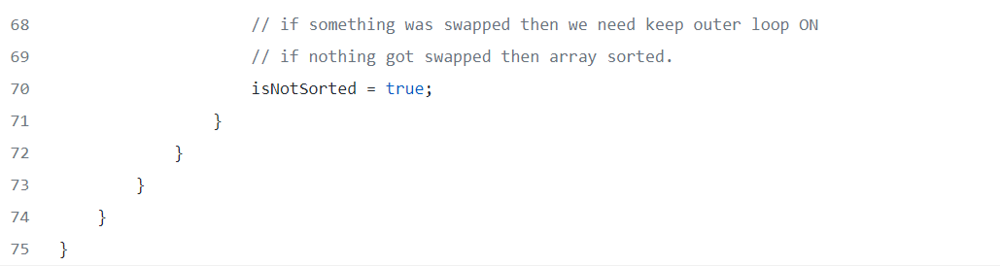 68 // if something was swapped then we need keep outer loop ON
69 // if nothing got swapped then array sorted.
70 isNotSorted = true;
71 }
72 }
73 }
74 }
75 }